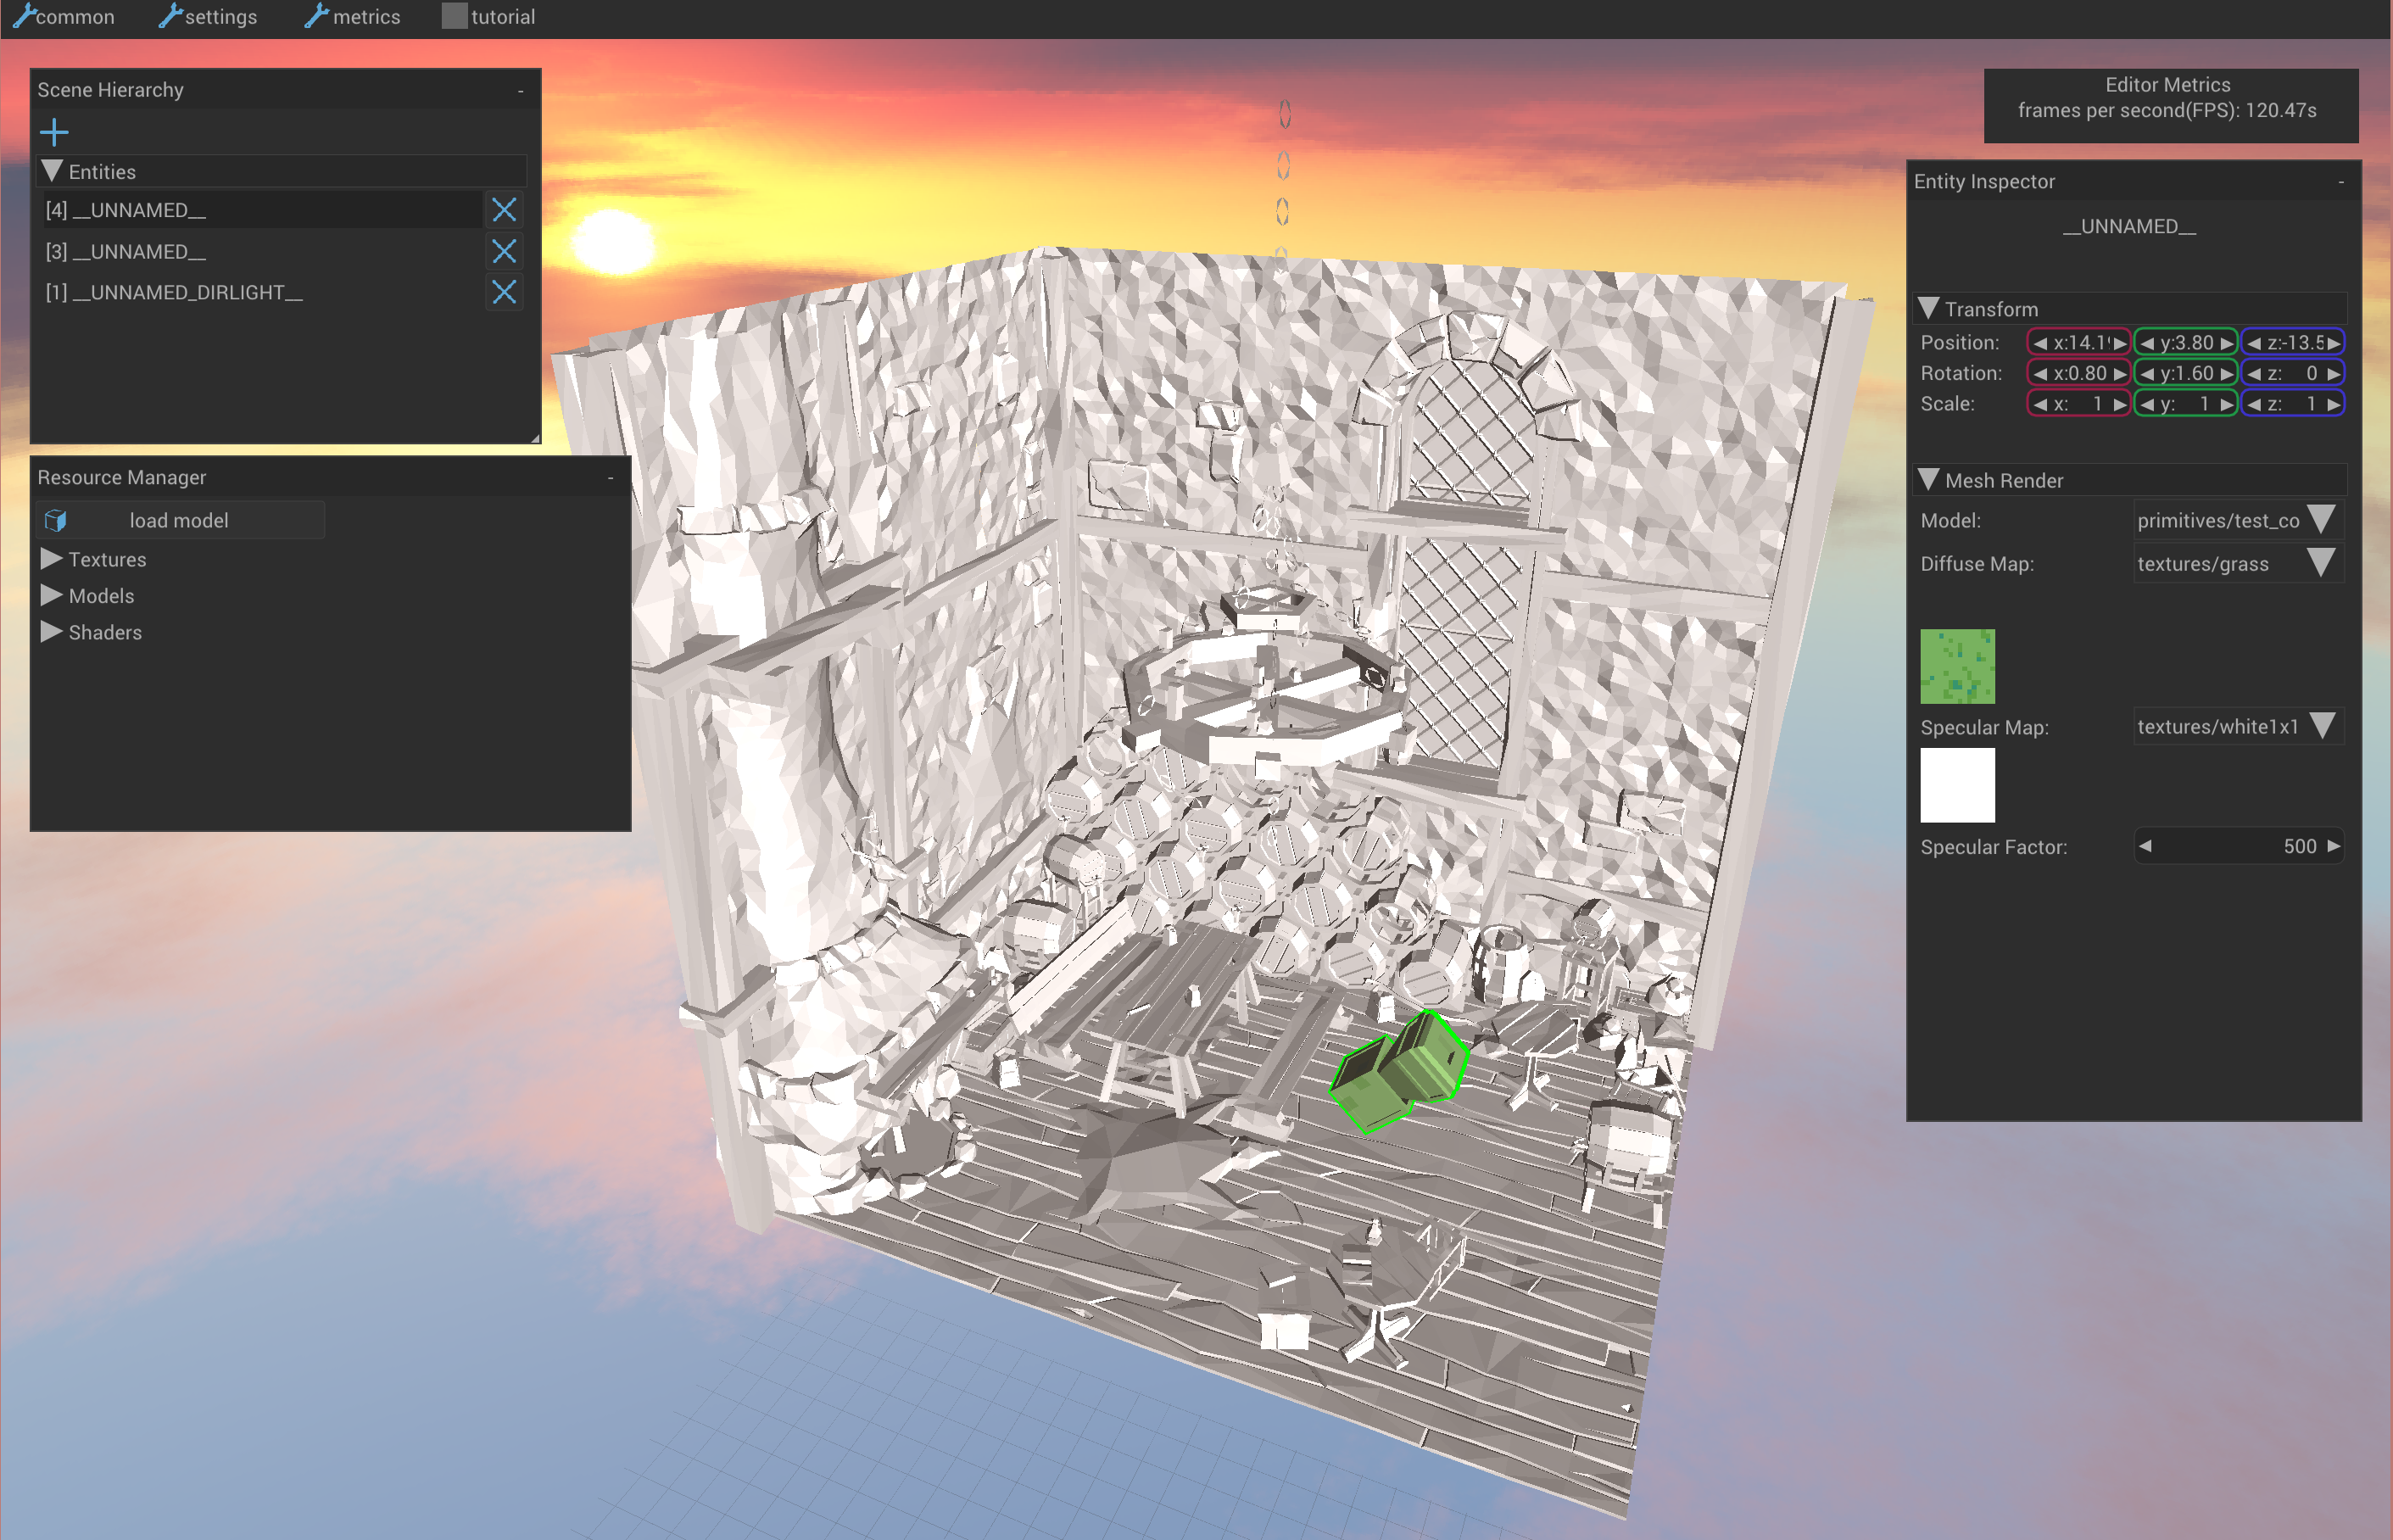 common settings metrics tutorial
Scene Hierarchy -
Entities
[4] __UNNAMED__
[3] __UNNAMED__
[1] __UNNAMED_DIRLIGHT__
Resource Manager -
load model
Textures
Models
Shaders
Editor Metrics
frames per second(FPS): 120.47s
Entity Inspector -
__UNNAMED__
Transform
Position: x:14.1 y:3.80 z:-13.5
Rotation: x:0.80 y:1.60 z: 0
Scale: x: 1 y: 1 z: 1
Mesh Render
Model: primitives/test_co
Diffuse Map: textures/grass
Specular Map: textures/white1x1
Specular Factor: 500